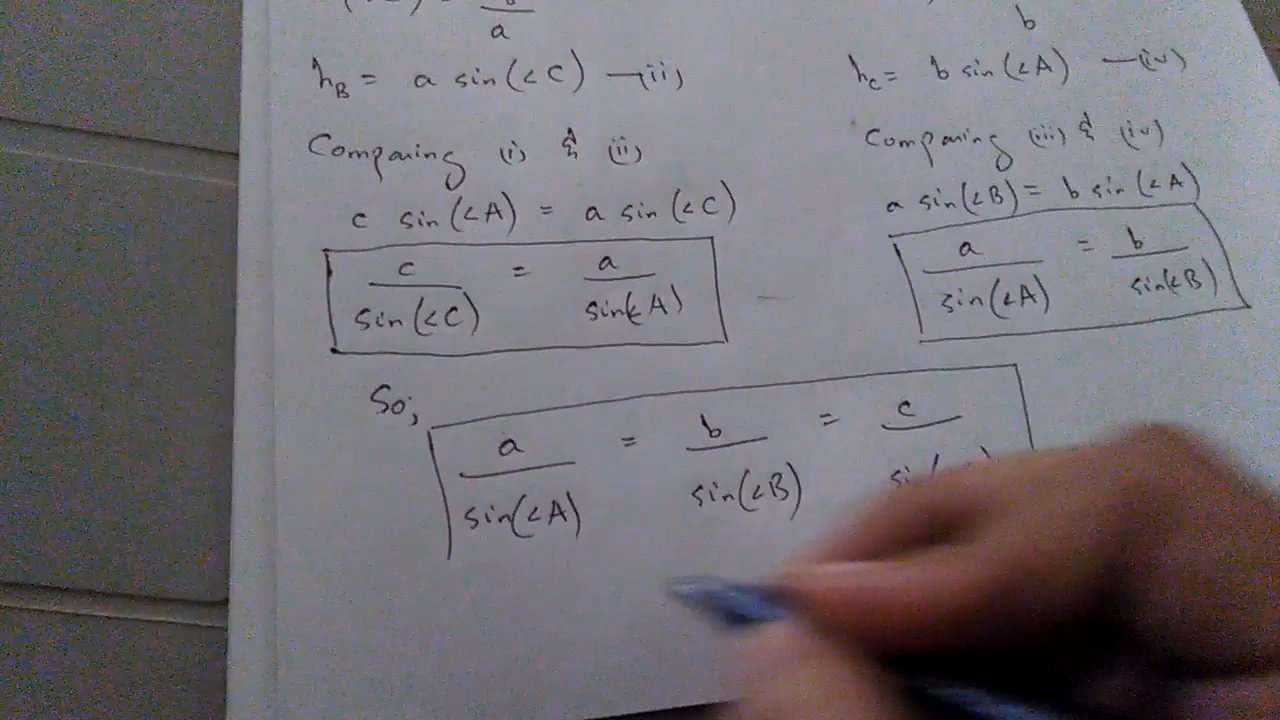 a
b
h_B = a sin(∠C) —(ii)
h_C = b sin(∠A) —(iv)
Comparing (i) & (ii)
Comparing (iii) & (iv)
c sin(∠A) = a sin(∠C)
a sin(∠B) = b sin(∠A)
c/sin(∠C) = a/sin(∠A)
a/sin(∠A) = b/sin(∠B)
So;
a/sin(∠A) = b/sin(∠B) = c/sin(